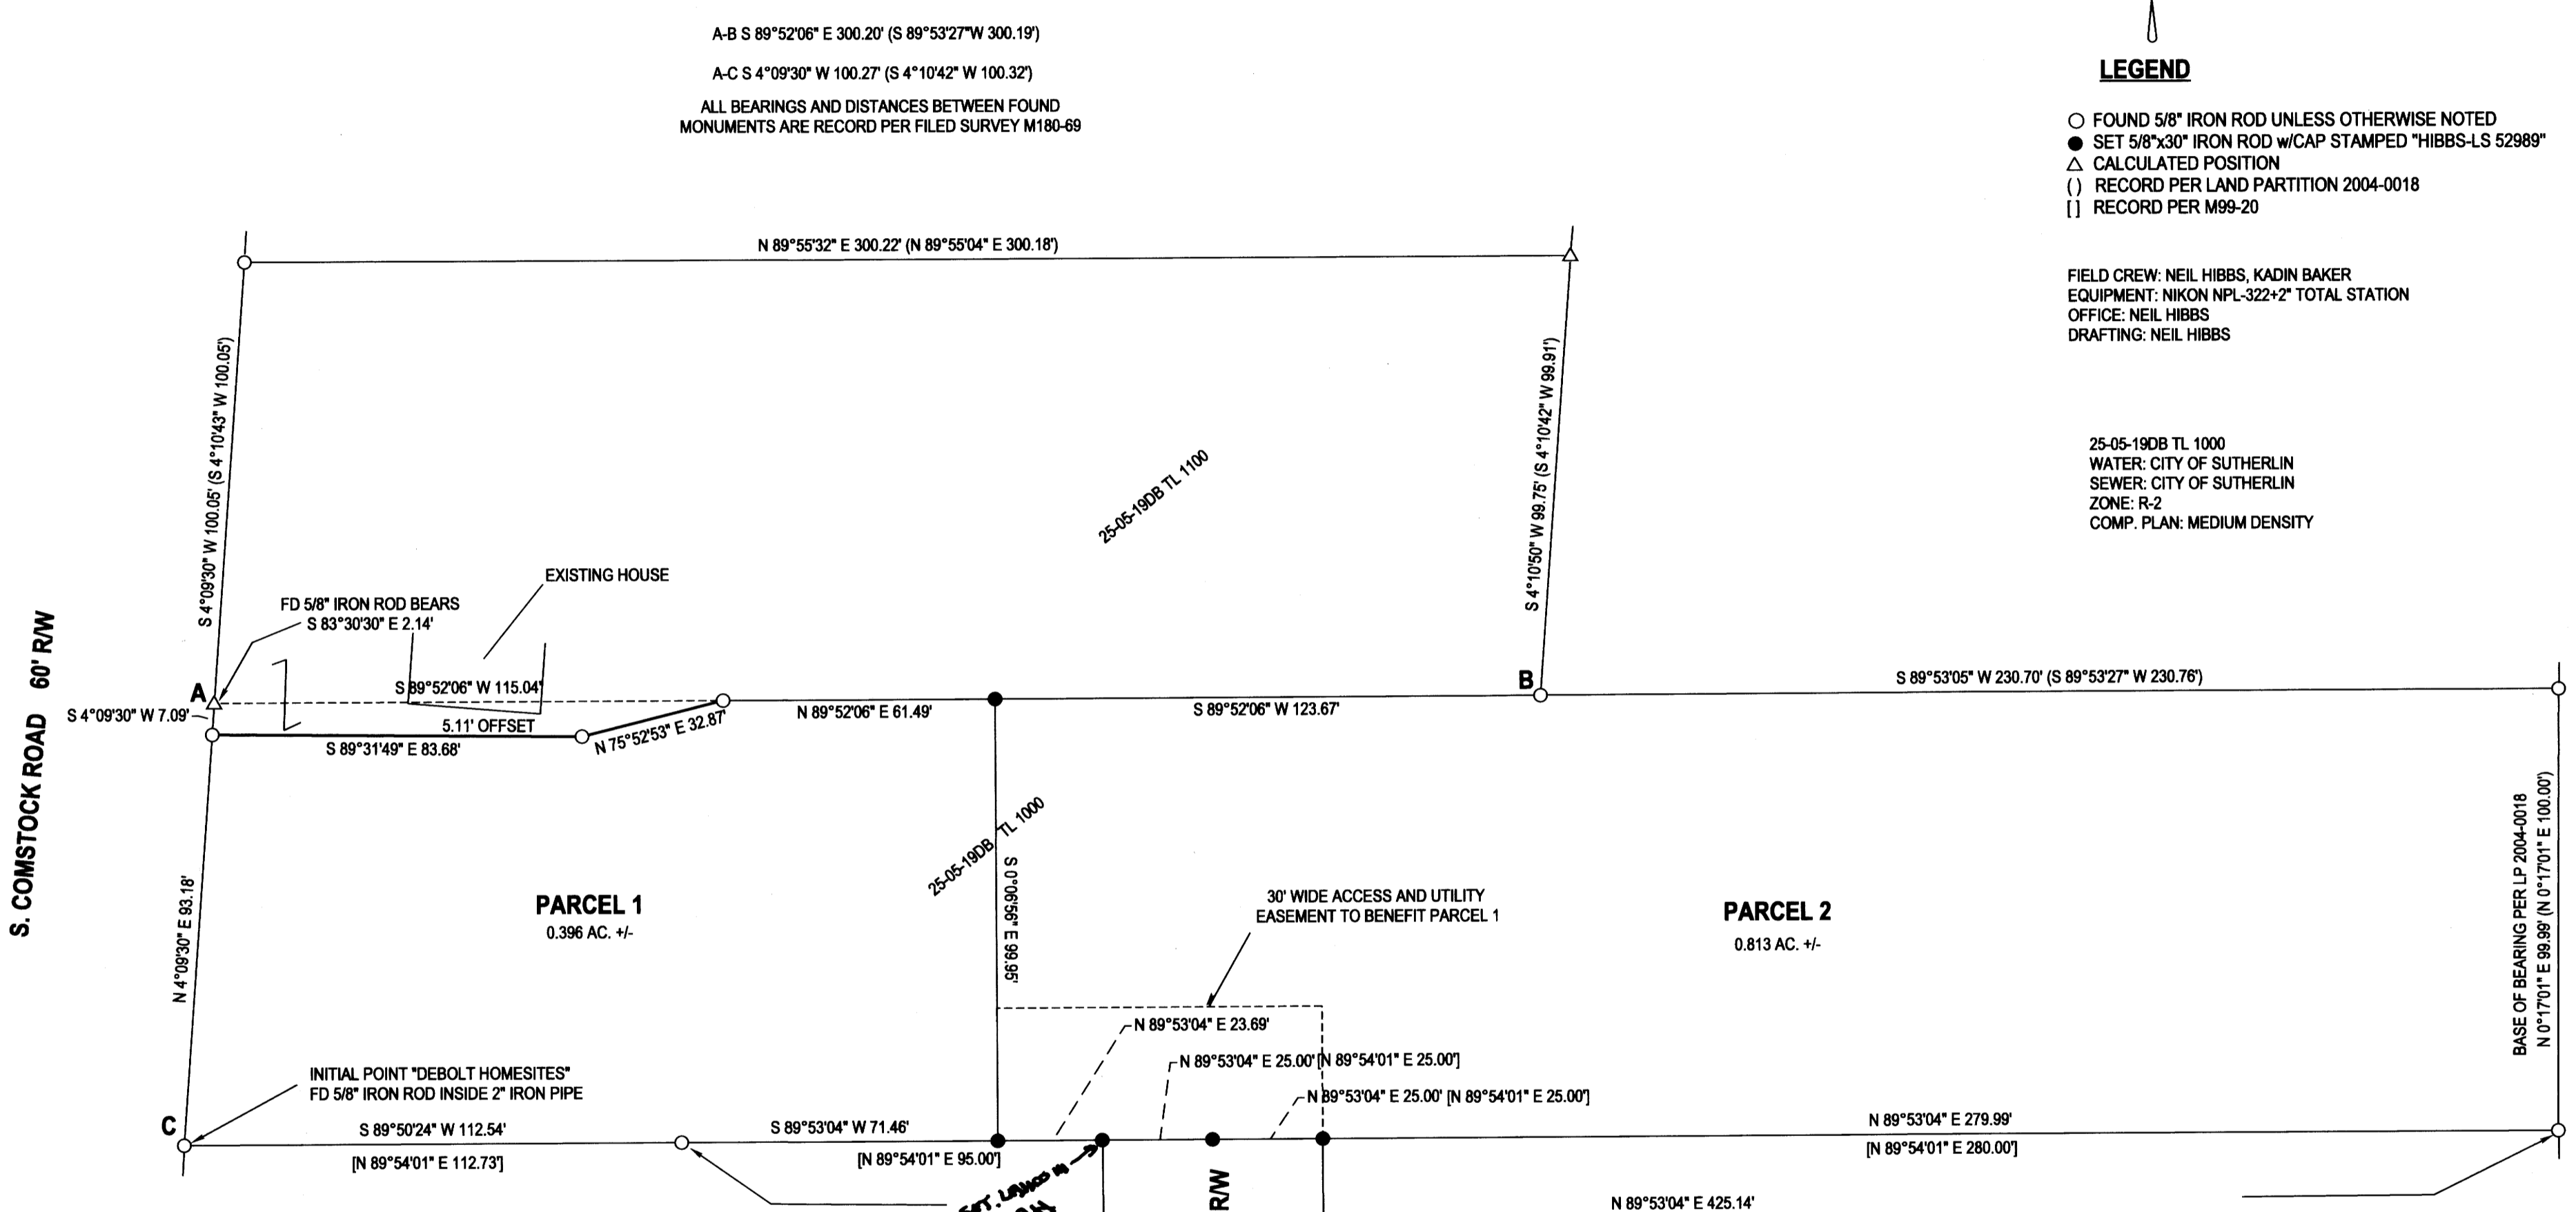 A-B S 89°52'06" E 300.20' (S 89°53'27"W 300.19')
A-C S 4°09'30" W 100.27' (S 4°10'42" W 100.32')
ALL BEARINGS AND DISTANCES BETWEEN FOUND
MONUMENTS ARE RECORD PER FILED SURVEY M180-69
LEGEND
FOUND 5/8" IRON ROD UNLESS OTHERWISE NOTED
SET 5/8"x30" IRON ROD w/CAP STAMPED "HIBBS-LS 52989"
CALCULATED POSITION
( ) RECORD PER LAND PARTITION 2004-0018
[ ] RECORD PER M99-20
FIELD CREW: NEIL HIBBS, KADIN BAKER
EQUIPMENT: NIKON NPL-322+2" TOTAL STATION
OFFICE: NEIL HIBBS
DRAFTING: NEIL HIBBS
25-05-19DB TL 1000
WATER: CITY OF SUTHERLIN
SEWER: CITY OF SUTHERLIN
ZONE: R-2
COMP. PLAN: MEDIUM DENSITY
N 89°55'32" E 300.22' (N 89°55'04" E 300.18')
S 4°09'30" W 100.05' (S 4°10'43" W 100.05')
S 4°10'50" W 99.75' (S 4°10'42" W 99.91')
25-05-19DB TL 1100
EXISTING HOUSE
FD 5/8" IRON ROD BEARS
S 83°30'30" E 2.14'
S. COMSTOCK ROAD 60' R/W
A
S 89°52'06" W 115.04'
B
S 89°53'05" W 230.70' (S 89°53'27" W 230.76')
S 4°09'30" W 7.09'
5.11' OFFSET
N 75°52'53" E 32.87'
N 89°52'06" E 61.49'
S 89°52'06" W 123.67'
S 89°31'49" E 83.68'
25-05-19DB TL 1000
S 0°06'56" E 99.95'
N 4°09'30" E 93.18'
PARCEL 1
0.396 AC. +/-
30' WIDE ACCESS AND UTILITY
EASEMENT TO BENEFIT PARCEL 1
PARCEL 2
0.813 AC. +/-
BASE OF BEARING PER LP 2004-0018
N 0°17'01" E 99.99' (N 0°17'01" E 100.00')
N 89°53'04" E 23.69'
N 89°53'04" E 25.00' [N 89°54'01" E 25.00']
N 89°53'04" E 25.00' [N 89°54'01" E 25.00']
INITIAL POINT "DEBOLT HOMESITES"
FD 5/8" IRON ROD INSIDE 2" IRON PIPE
C
S 89°50'24" W 112.54'
[N 89°54'01" E 112.73']
S 89°53'04" W 71.46'
[N 89°54'01" E 95.00']
N 89°53'04" E 279.99'
[N 89°54'01" E 280.00']
R/W
N 89°53'04" E 425.14'